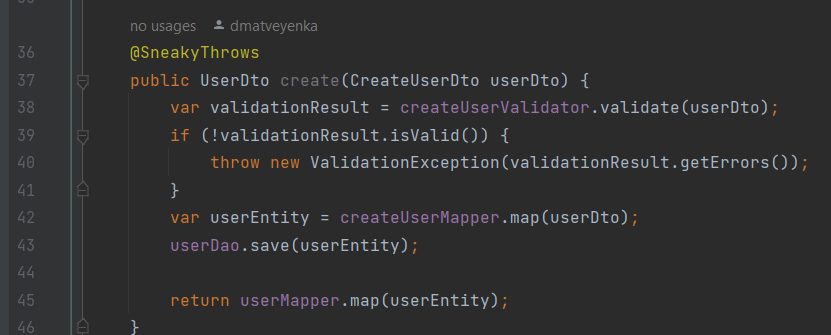 no usages dmatveyenka
36 @SneakyThrows
37 public UserDto create(CreateUserDto userDto) {
38 var validationResult = createUserValidator.validate(userDto);
39 if (!validationResult.isValid()) {
40 throw new ValidationException(validationResult.getErrors());
41 }
42 var userEntity = createUserMapper.map(userDto);
43 userDao.save(userEntity);
44
45 return userMapper.map(userEntity);
46 }